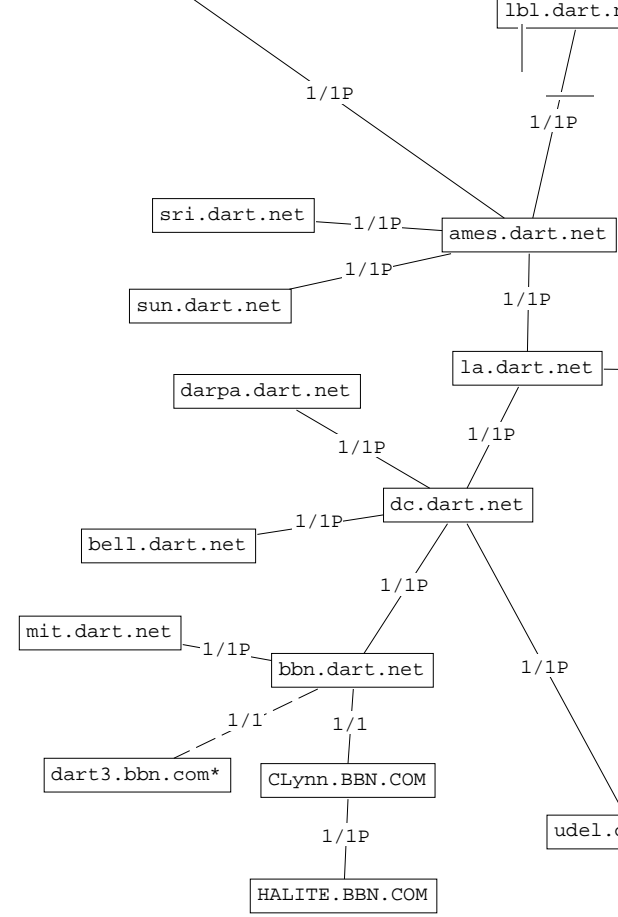 lbl.dart.n
1/1P
1/1P
sri.dart.net
1/1P
ames.dart.net
1/1P
sun.dart.net
1/1P
la.dart.net
darpa.dart.net
1/1P
1/1P
dc.dart.net
1/1P
bell.dart.net
1/1P
mit.dart.net
1/1P
bbn.dart.net
1/1P
1/1
1/1
dart3.bbn.com*
CLynn.BBN.COM
udel.
1/1P
HALITE.BBN.COM